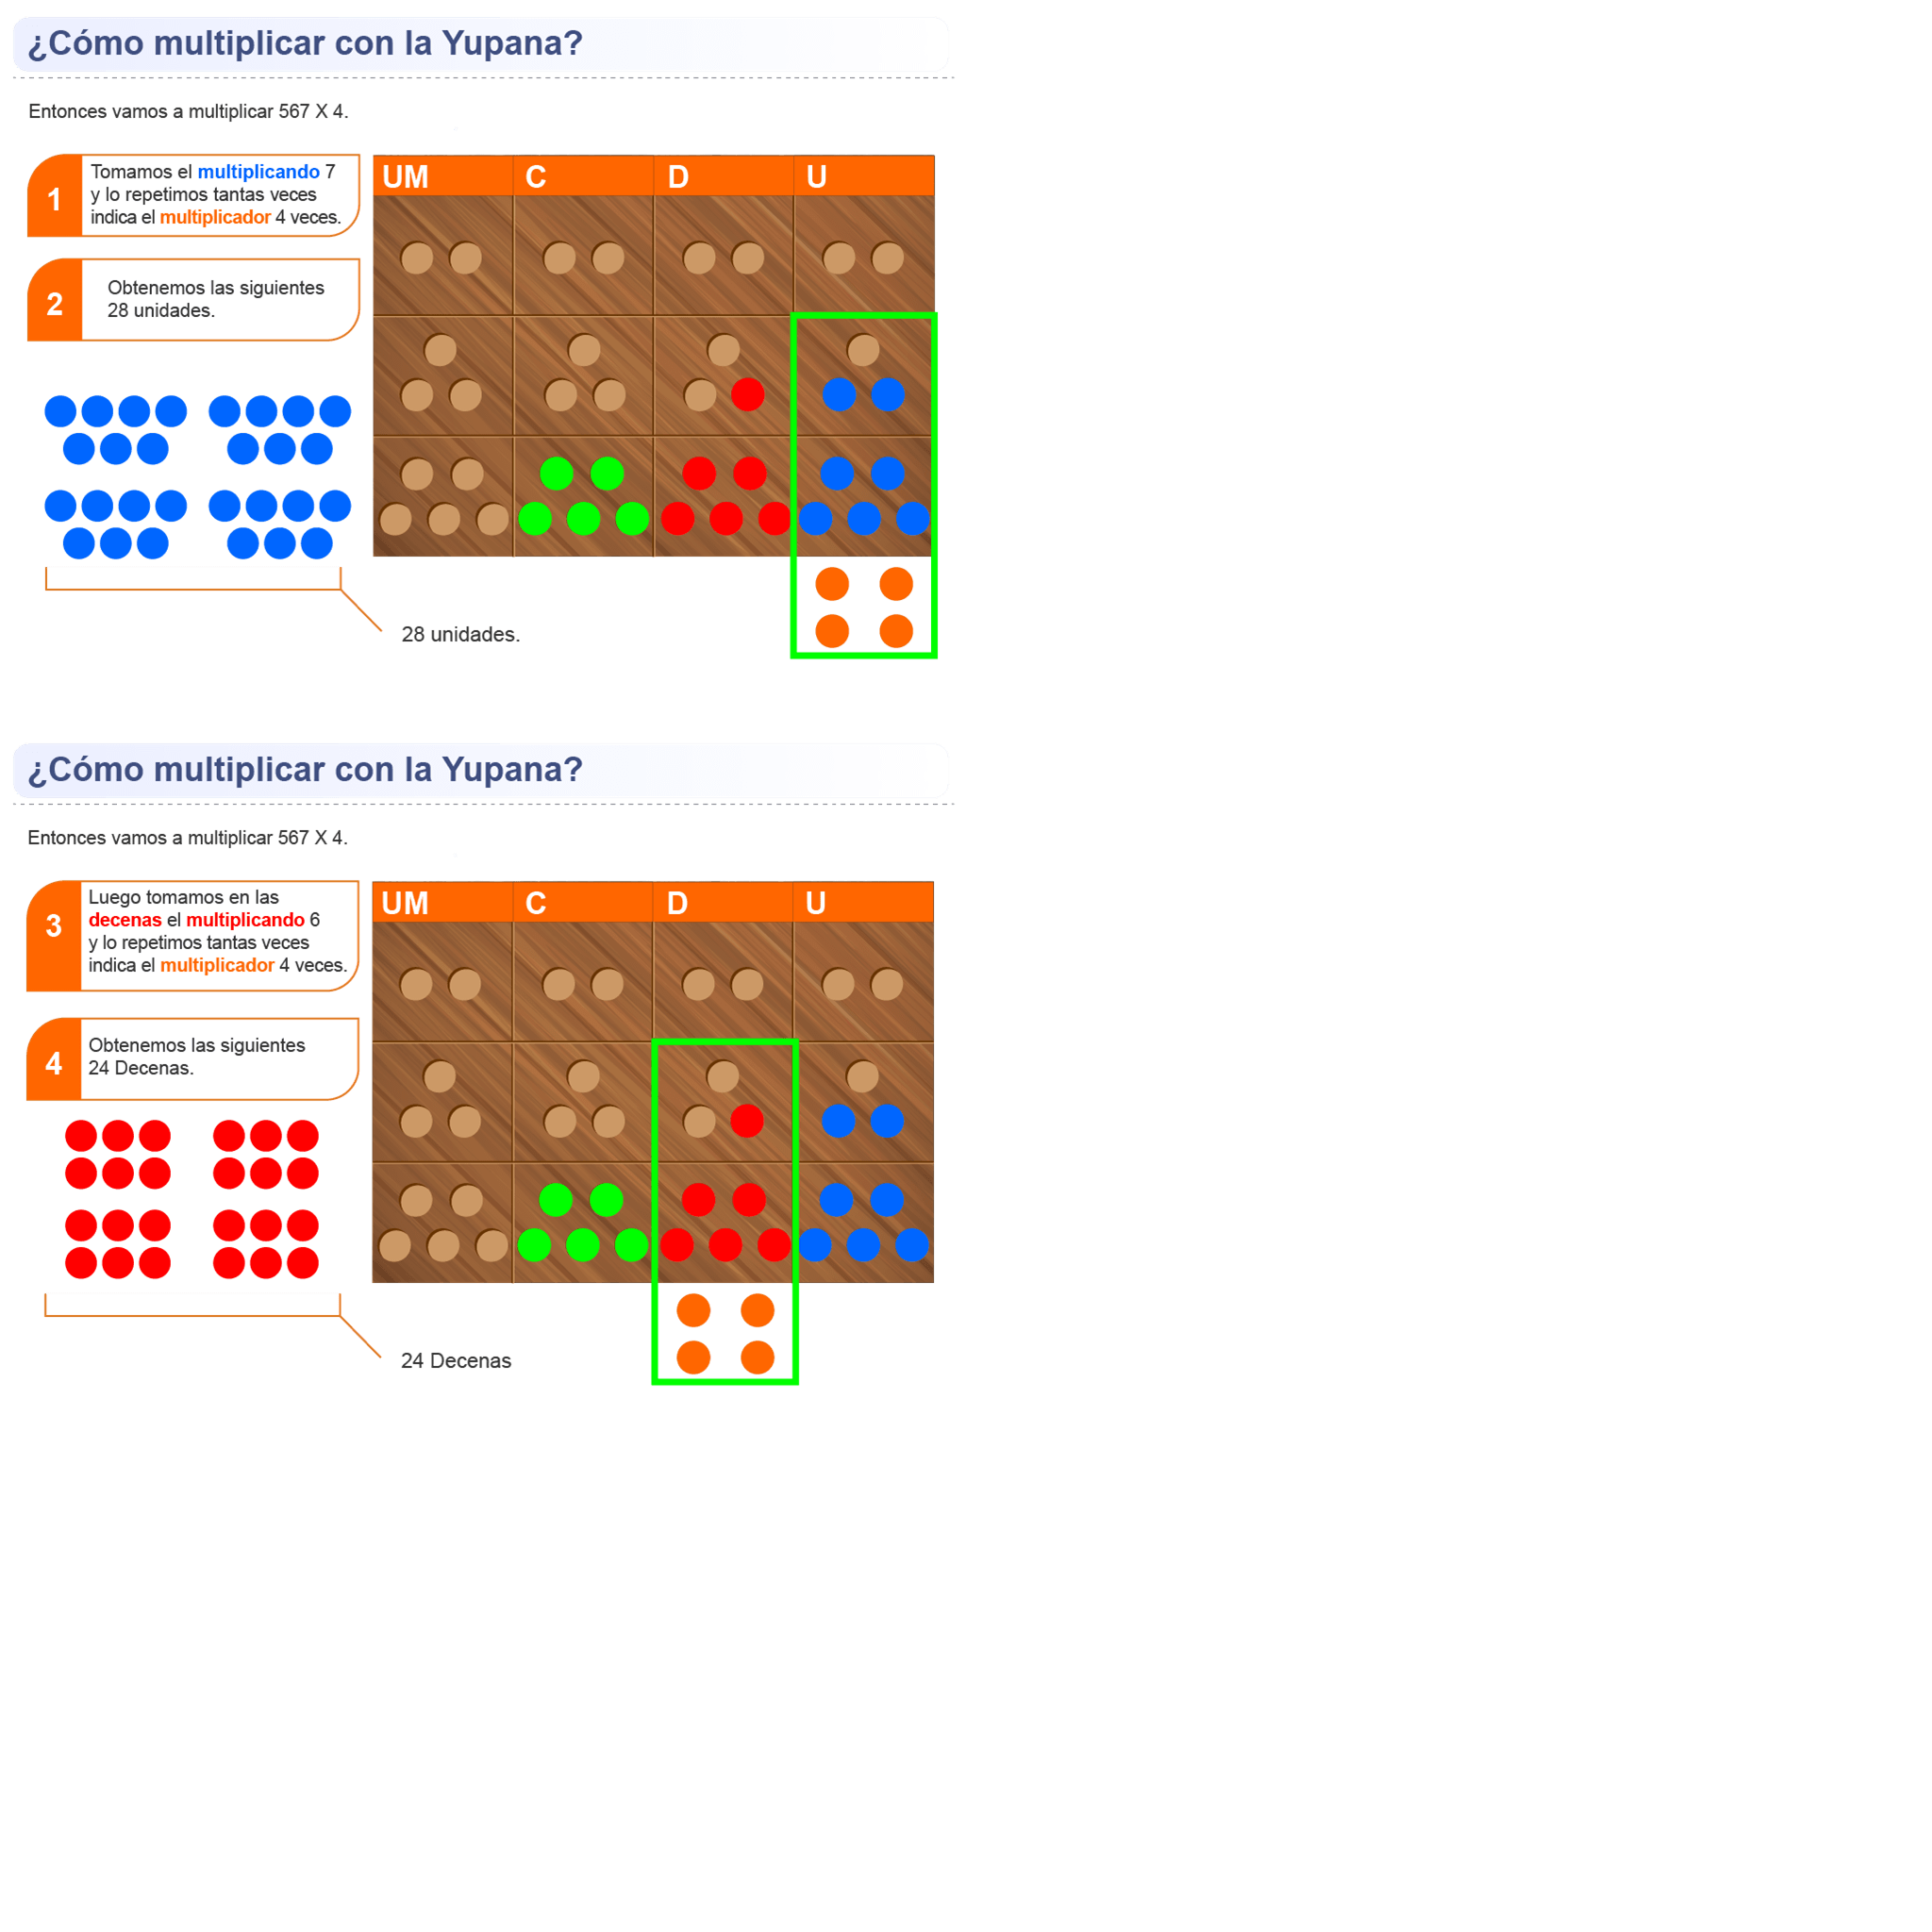 ¿Cómo multiplicar con la Yupana?
Entonces vamos a multiplicar 567 X 4.
1
Tomamos el multiplicando 7
y lo repetimos tantas veces
indica el multiplicador 4 veces.
2
Obtenemos las siguientes
28 unidades.
UM C D U
28 unidades.
¿Cómo multiplicar con la Yupana?
Entonces vamos a multiplicar 567 X 4.
3
Luego tomamos en las
decenas el multiplicando 6
y lo repetimos tantas veces
indica el multiplicador 4 veces.
4
Obtenemos las siguientes
24 Decenas.
UM C D U
24 Decenas